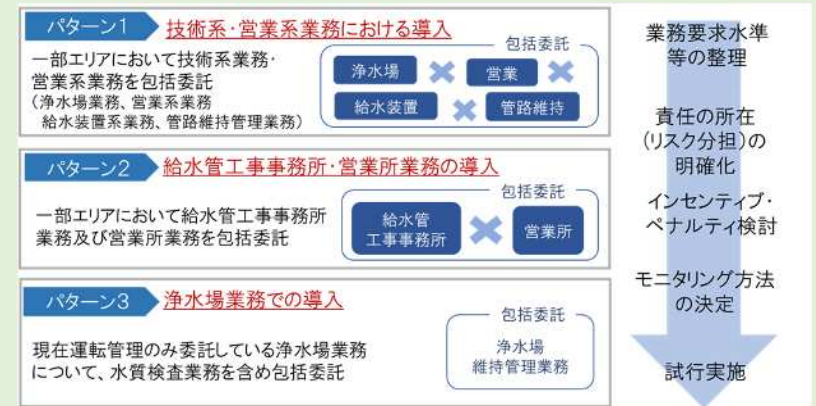 パターン1 技術系・営業系業務における導入
一部エリアにおいて技術系業務・
営業系業務を包括委託
(浄水場業務、営業系業務
給水装置系業務、管路維持管理業務)
包括委託
浄水場 × 営業 ×
給水装置 × 管路維持
パターン2 給水管工事事務所・営業所業務の導入
一部エリアにおいて給水管工事事務所
業務及び営業所業務を包括委託
包括委託
給水管
工事事務所
×
営業所
パターン3 浄水場業務での導入
現在運転管理のみ委託している浄水場業務
について、水質検査業務を含め包括委託
包括委託
浄水場
維持管理業務
業務要求水準
等の整理
責任の所在
(リスク分担)の
明確化
インセンティブ・
ペナルティ検討
モニタリング方法
の決定
試行実施